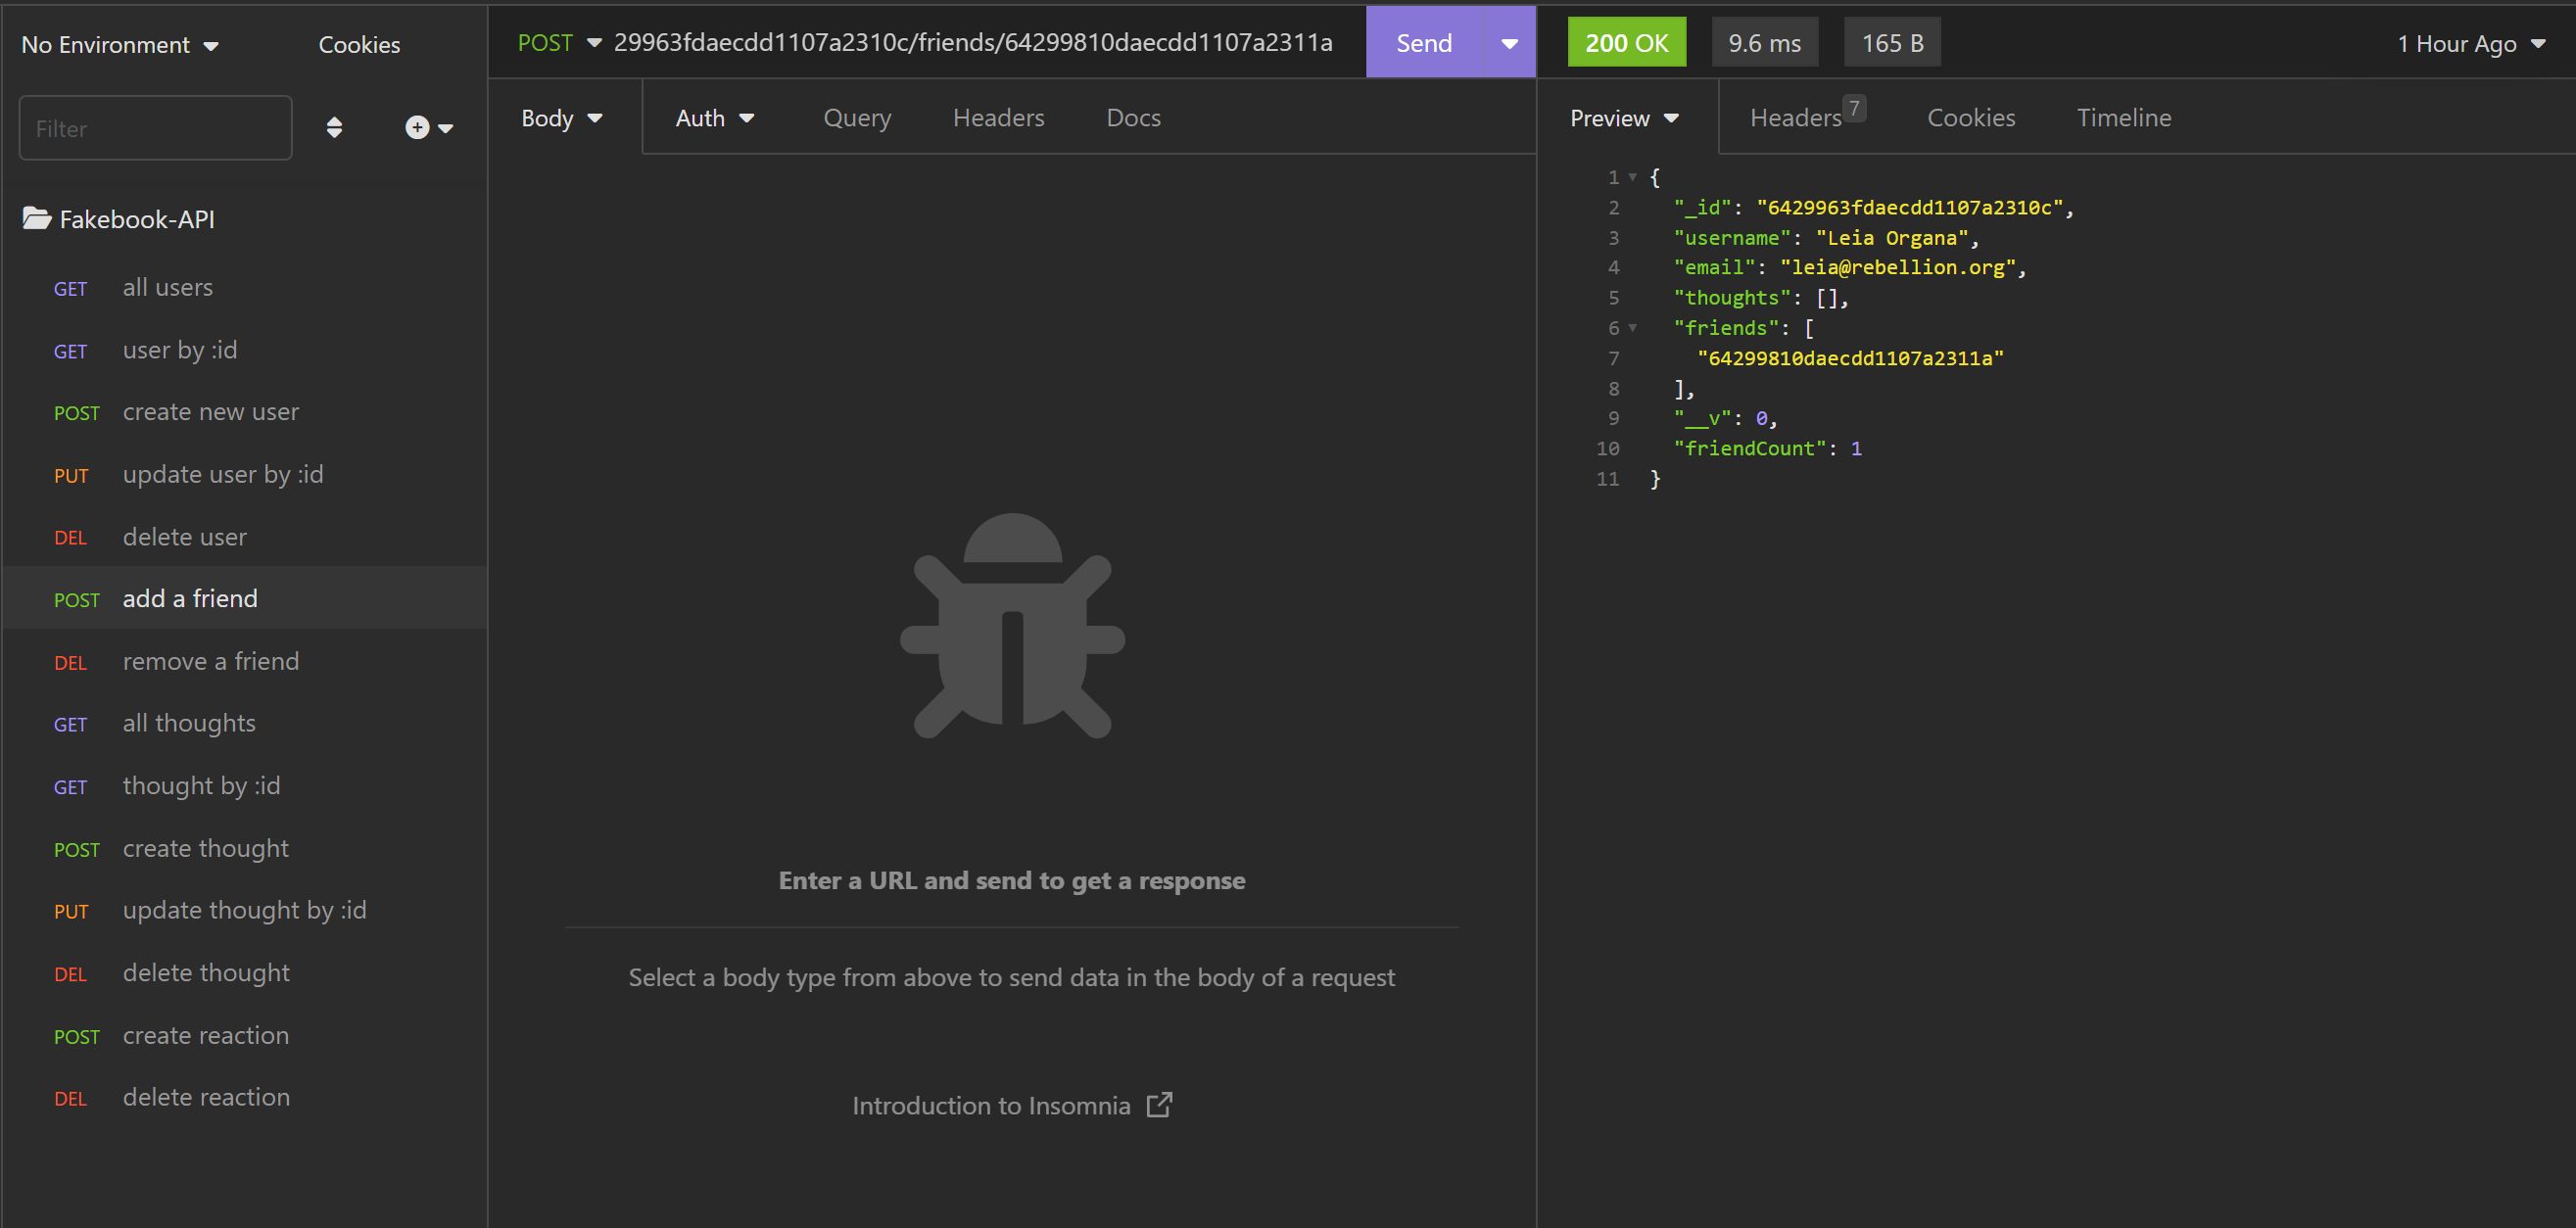 No Environment
Cookies
Filter
Fakebook-API
GET all users
GET user by :id
POST create new user
PUT update user by :id
DEL delete user
POST add a friend
DEL remove a friend
GET all thoughts
GET thought by :id
POST create thought
PUT update thought by :id
DEL delete thought
POST create reaction
DEL delete reaction
POST 29963fdaecdd1107a2310c/friends/64299810daecdd1107a2311a Send
Body Auth Query Headers Docs
Enter a URL and send to get a response
Select a body type from above to send data in the body of a request
Introduction to Insomnia
200 OK 9.6 ms 165 B 1 Hour Ago
Preview Headers 7 Cookies Timeline
1 {
2 "_id": "6429963fdaecdd1107a2310c",
3 "username": "Leia Organa",
4 "email": "leia@rebellion.org",
5 "thoughts": [],
6 "friends": [
7 "64299810daecdd1107a2311a"
8 ],
9 "__v": 0,
10 "friendCount": 1
11 }